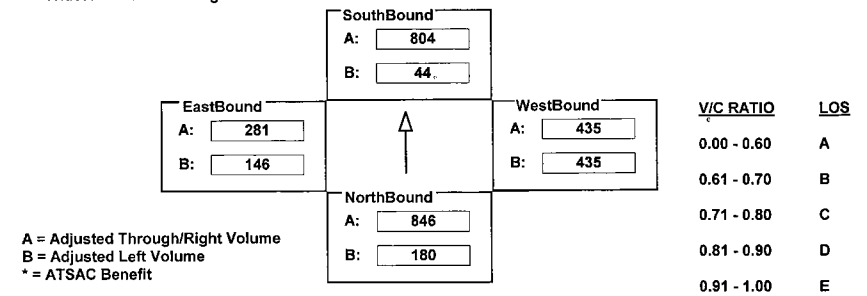 SouthBound
A: 804
B: 44
EastBound
A: 281
B: 146
WestBound
A: 435
B: 435
NorthBound
A: 846
B: 180
A = Adjusted Through/Right Volume
B = Adjusted Left Volume
* = ATSAC Benefit
V/C RATIO LOS
0.00 - 0.60 A
0.61 - 0.70 B
0.71 - 0.80 C
0.81 - 0.90 D
0.91 - 1.00 E